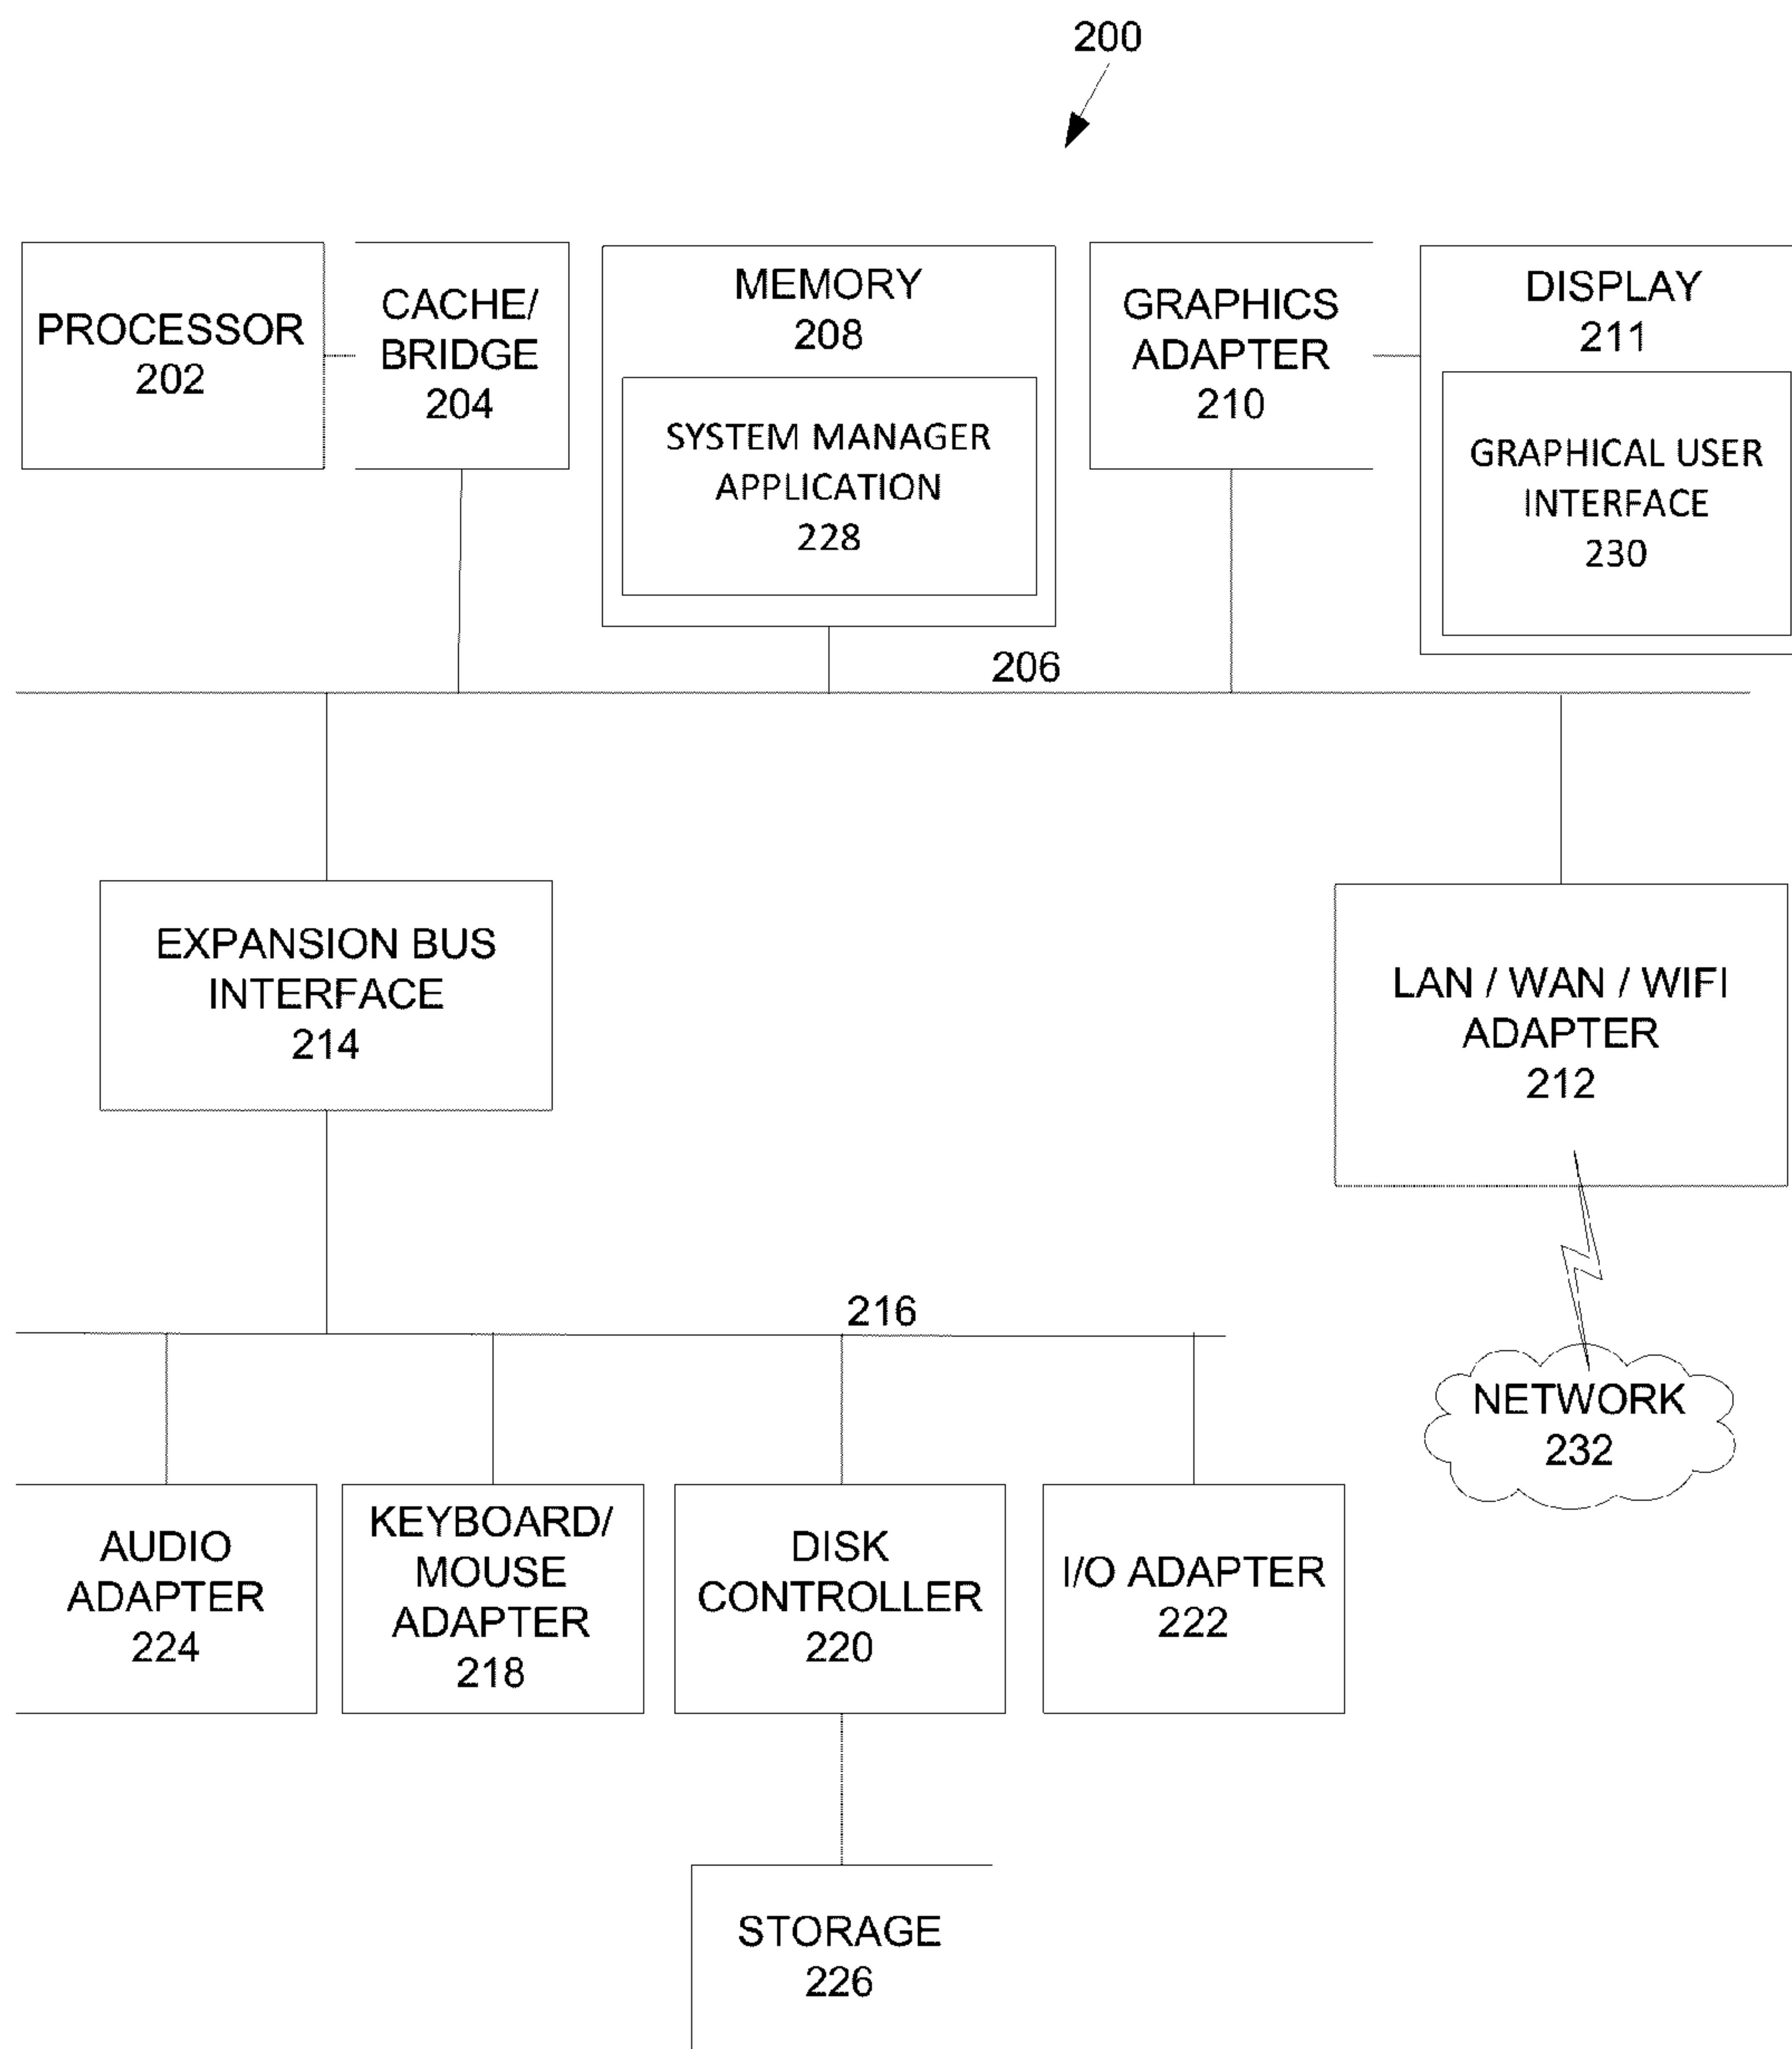 200
PROCESSOR
202
CACHE/
BRIDGE
204
MEMORY
208
SYSTEM MANAGER
APPLICATION
228
GRAPHICS
ADAPTER
210
DISPLAY
211
GRAPHICAL USER
INTERFACE
230
206
EXPANSION BUS
INTERFACE
214
LAN / WAN / WIFI
ADAPTER
212
216
NETWORK
232
AUDIO
ADAPTER
224
KEYBOARD/
MOUSE
ADAPTER
218
DISK
CONTROLLER
220
I/O ADAPTER
222
STORAGE
226